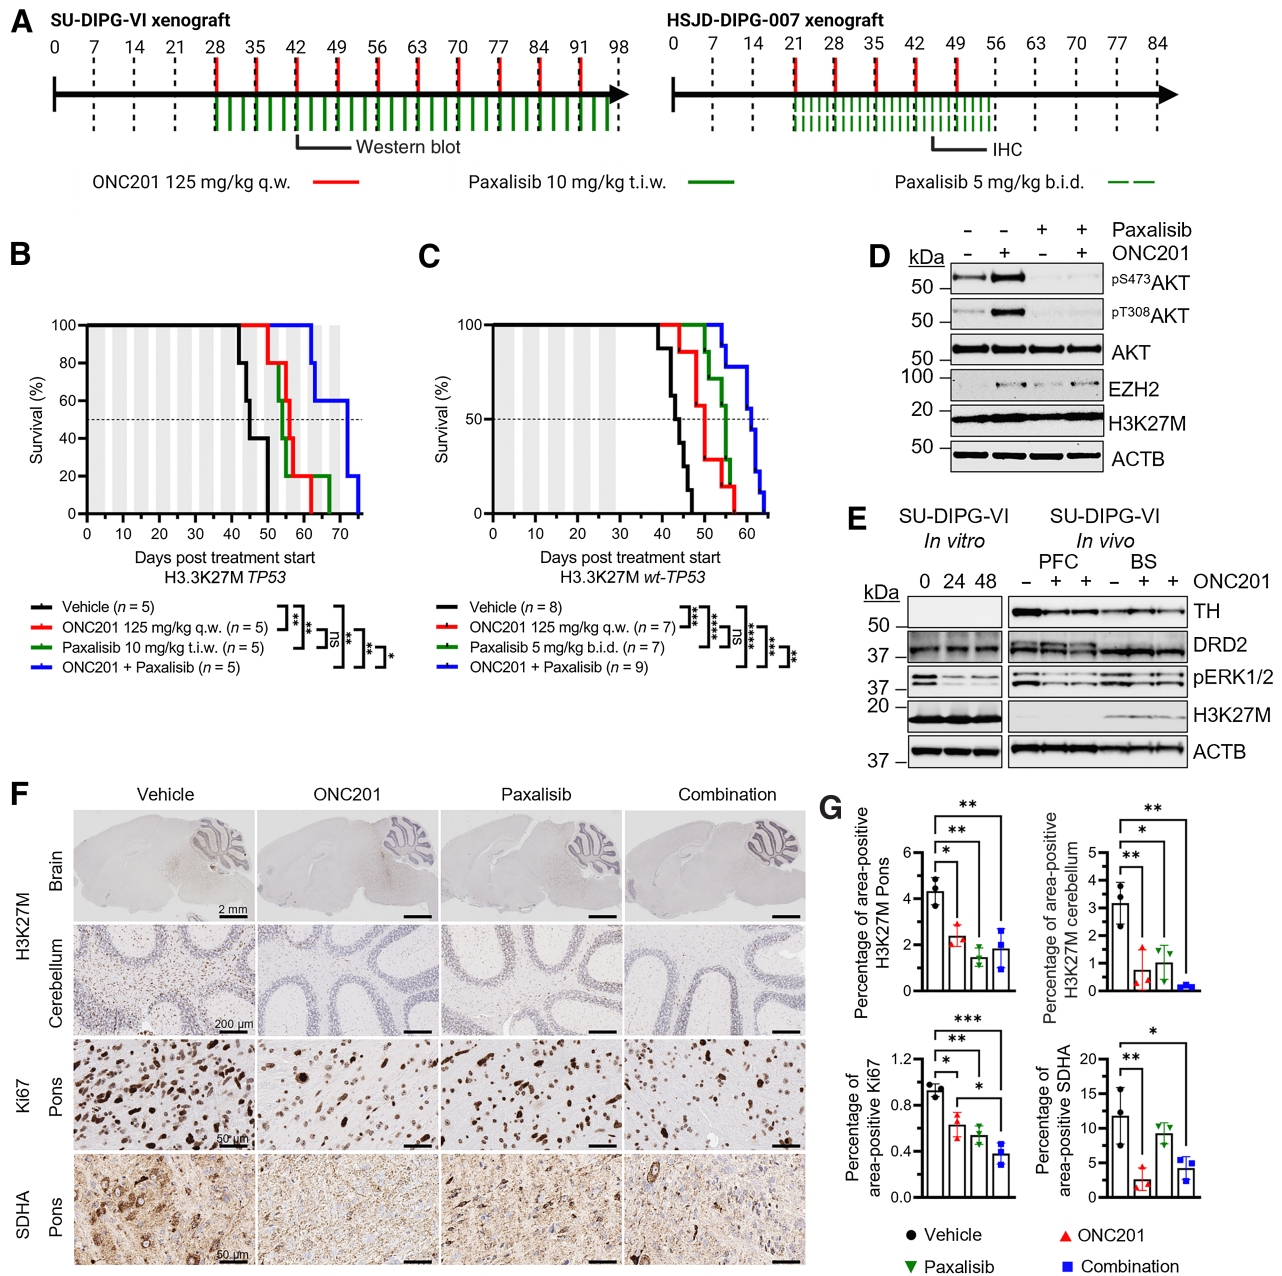 A
SU-DIPG-VI xenograft
0 7 14 21 28 35 42 49 56 63 70 77 84 91 98
Western blot
HSJD-DIPG-007 xenograft
0 7 14 21 28 35 42 49 56 63 70 77 84
IHC
ONC201 125 mg/kg q.w.
Paxalisib 10 mg/kg t.i.w.
Paxalisib 5 mg/kg b.i.d.
B
Survival (%)
100
80
60
40
20
0
0 10 20 30 40 50 60 70
Days post treatment start
H3.3K27M TP53
Vehicle (n = 5)
ONC201 125 mg/kg q.w. (n = 5)
Paxalisib 10 mg/kg t.i.w. (n = 5)
ONC201 + Paxalisib (n = 5)
** ** ns ** ** *
C
Survival (%)
100
50
0
0 10 20 30 40 50 60
Days post treatment start
H3.3K27M wt-TP53
Vehicle (n = 8)
ONC201 125 mg/kg q.w. (n = 7)
Paxalisib 5 mg/kg b.i.d. (n = 7)
ONC201 + Paxalisib (n = 9)
*** **** ns **** *** **
D
– – + + Paxalisib
kDa – + – + ONC201
50 pS473AKT
50 pT308AKT
50 AKT
100 EZH2
20 H3K27M
50 ACTB
E
SU-DIPG-VI SU-DIPG-VI
In vitro In vivo
PFC BS
kDa 0 24 48 – + + – + + ONC201
50 TH
37 DRD2
37 pERK1/2
20 H3K27M
37 ACTB
F
Vehicle ONC201 Paxalisib Combination
H3K27M
Brain
2 mm
Cerebellum
200 µm
Ki67
Pons
50 µm
SDHA
Pons
50 µm
G
Percentage of area-positive
H3K27M Pons
6
4
2
0
** ** *
Percentage of area-positive
H3K27M cerebellum
5
4
3
2
1
0
** * **
Percentage of
area-positive Ki67
1.2
0.8
0.4
0.0
*** ** * *
Percentage of
area-positive SDHA
20
15
10
5
0
* **
Vehicle
ONC201
Paxalisib
Combination